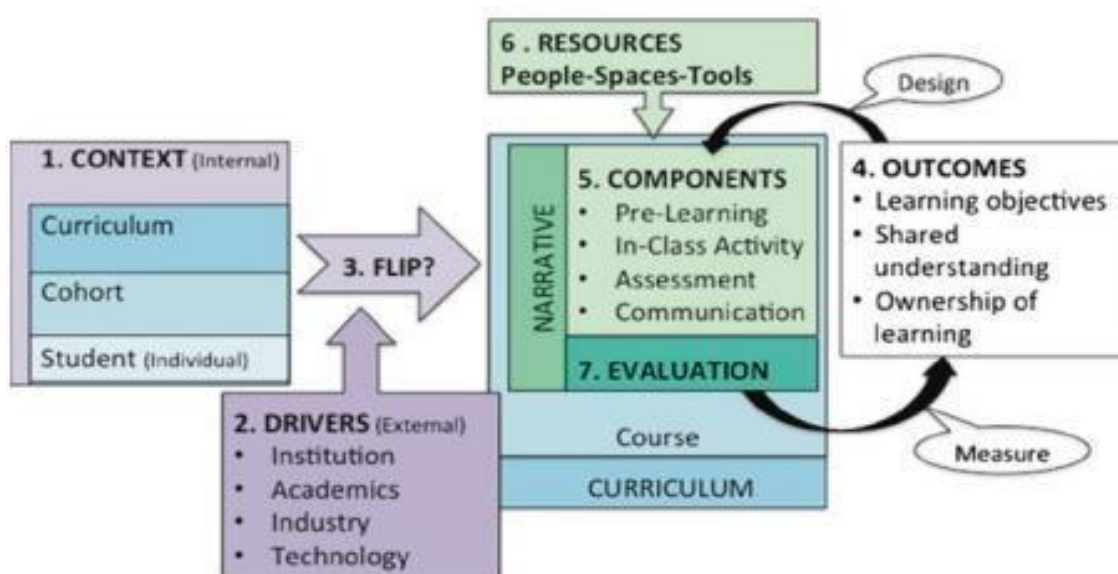 6 . RESOURCES
People-Spaces-Tools
Design
1. CONTEXT (Internal)
Curriculum
Cohort
Student (Individual)
3. FLIP?
2. DRIVERS (External)
• Institution
• Academics
• Industry
• Technology
NARRATIVE
5. COMPONENTS
• Pre-Learning
• In-Class Activity
• Assessment
• Communication
7. EVALUATION
Course
CURRICULUM
4. OUTCOMES
• Learning objectives
• Shared
understanding
• Ownership of
learning
Measure